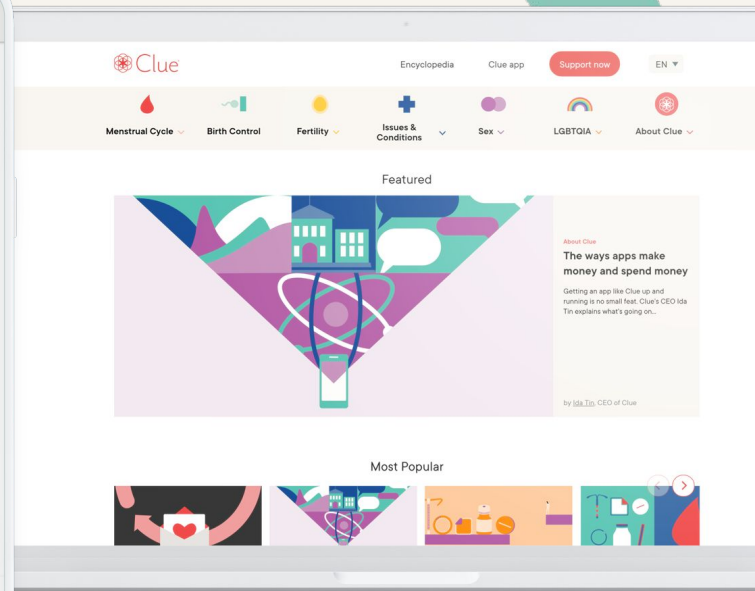 Clue
Encyclopedia
Clue app
Support now
EN
Menstrual Cycle
Birth Control
Fertility
Issues &
Conditions
Sex
LGBTQIA
About Clue
Featured
About Clue
The ways apps make
money and spend money
Getting an app like Clue up and
running is no small feat. Clue's CEO Ida
Tin explains what's going on...
by Ida Tin, CEO of Clue
Most Popular